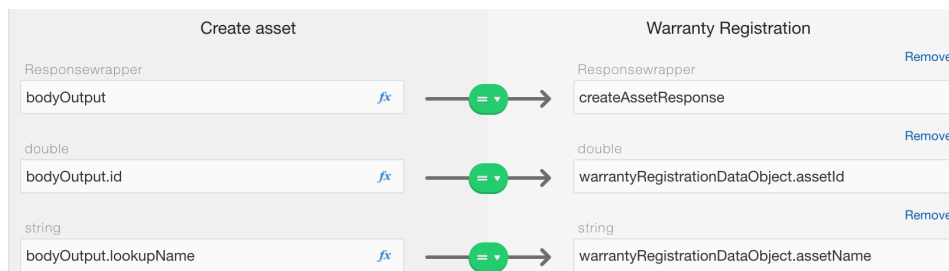 Create asset Warranty Registration
Remove
Responsewrapper Responsewrapper
bodyOutput fx = createAssetResponse
Remove
double double
bodyOutput.id fx = warrantyRegistrationDataObject.assetId
Remove
string string
bodyOutput.lookupName fx = warrantyRegistrationDataObject.assetName